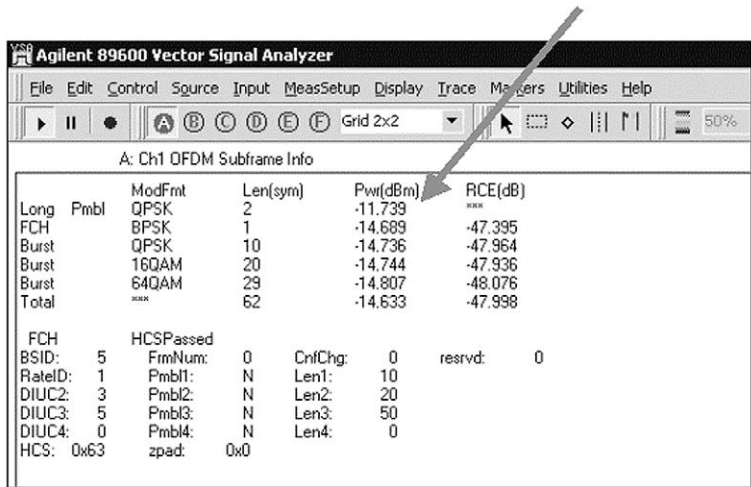 VSA Agilent 89600 Vector Signal Analyzer
File Edit Control Source Input MeasSetup Display Trace Markers Utilities Help
A B C D E F Grid 2x2 50%
A: Ch1 OFDM Subframe Info
ModFmt Len(sym) Pwr(dBm) RCE(dB)
Long Pmbl QPSK 2 -11.739 ***
FCH BPSK 1 -14.689 -47.395
Burst QPSK 10 -14.736 -47.964
Burst 16QAM 20 -14.744 -47.936
Burst 64QAM 29 -14.807 -48.076
Total *** 62 -14.633 -47.998
FCH HCSPassed
BSID: 5 FrmNum: 0 CnfChg: 0 resrvd: 0
RateID: 1 Pmbl1: N Len1: 10
DIUC2: 3 Pmbl2: N Len2: 20
DIUC3: 5 Pmbl3: N Len3: 50
DIUC4: 0 Pmbl4: N Len4: 0
HCS: 0x63 zpad: 0x0